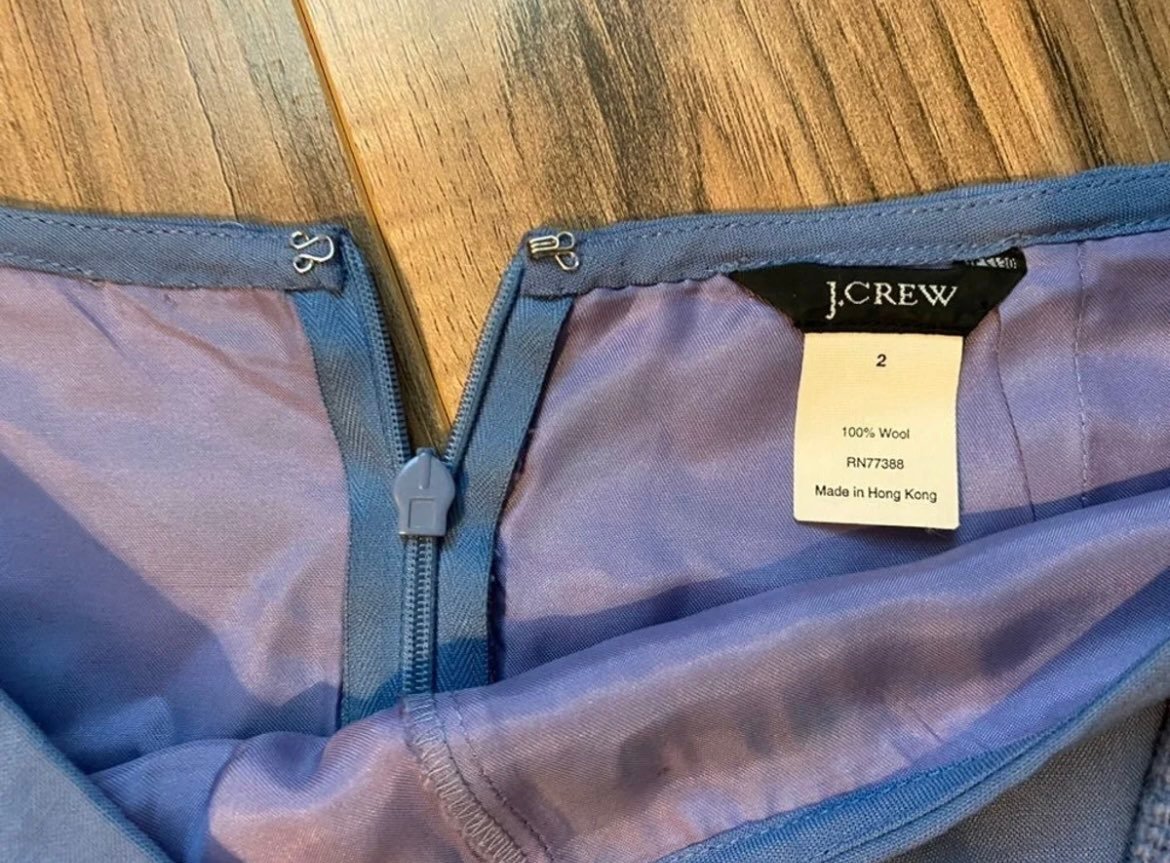 J.CREW
2
100% Wool
RN77388
Made in Hong Kong